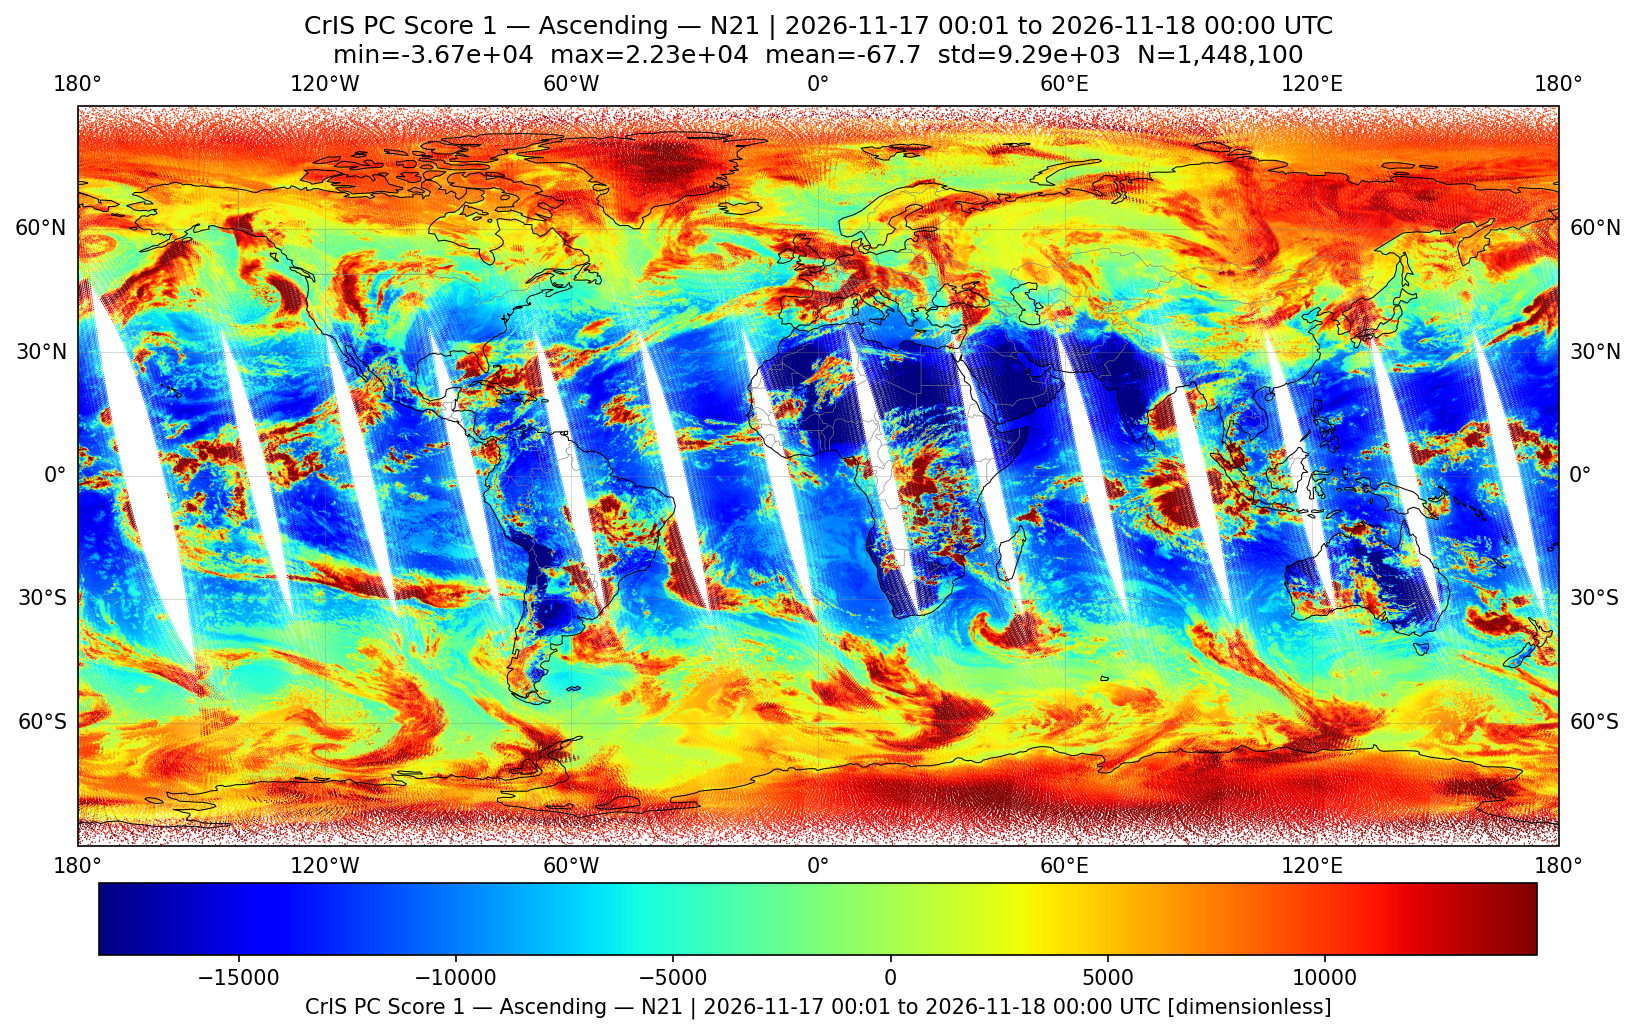 CrIS PC Score 1 — Ascending — N21 | 2026-11-17 00:01 to 2026-11-18 00:00 UTC
min=-3.67e+04  max=2.23e+04  mean=-67.7  std=9.29e+03  N=1,448,100
180° 120°W 60°W 0° 60°E 120°E 180°
60°N 60°N
30°N 30°N
0° 0°
30°S 30°S
60°S 60°S
180° 120°W 60°W 0° 60°E 120°E 180°
−15000 −10000 −5000 0 5000 10000
CrIS PC Score 1 — Ascending — N21 | 2026-11-17 00:01 to 2026-11-18 00:00 UTC [dimensionless]